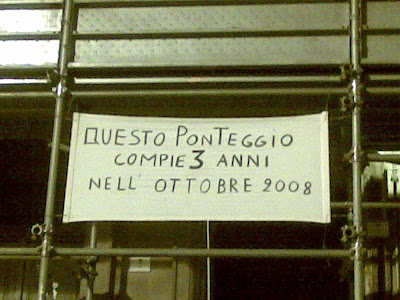 QUESTO PONTEGGIO
COMPIE 3 ANNI
NELL' OTTOBRE 2008